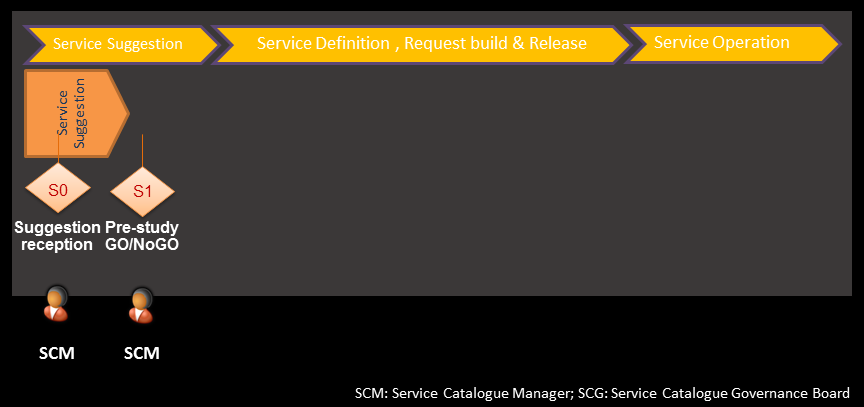 Service Suggestion
Service Definition , Request build & Release
Service Operation
Service
Suggestion
S0
S1
Suggestion
reception
Pre-study
GO/NoGO
SCM
SCM
SCM: Service Catalogue Manager; SCG: Service Catalogue Governance Board